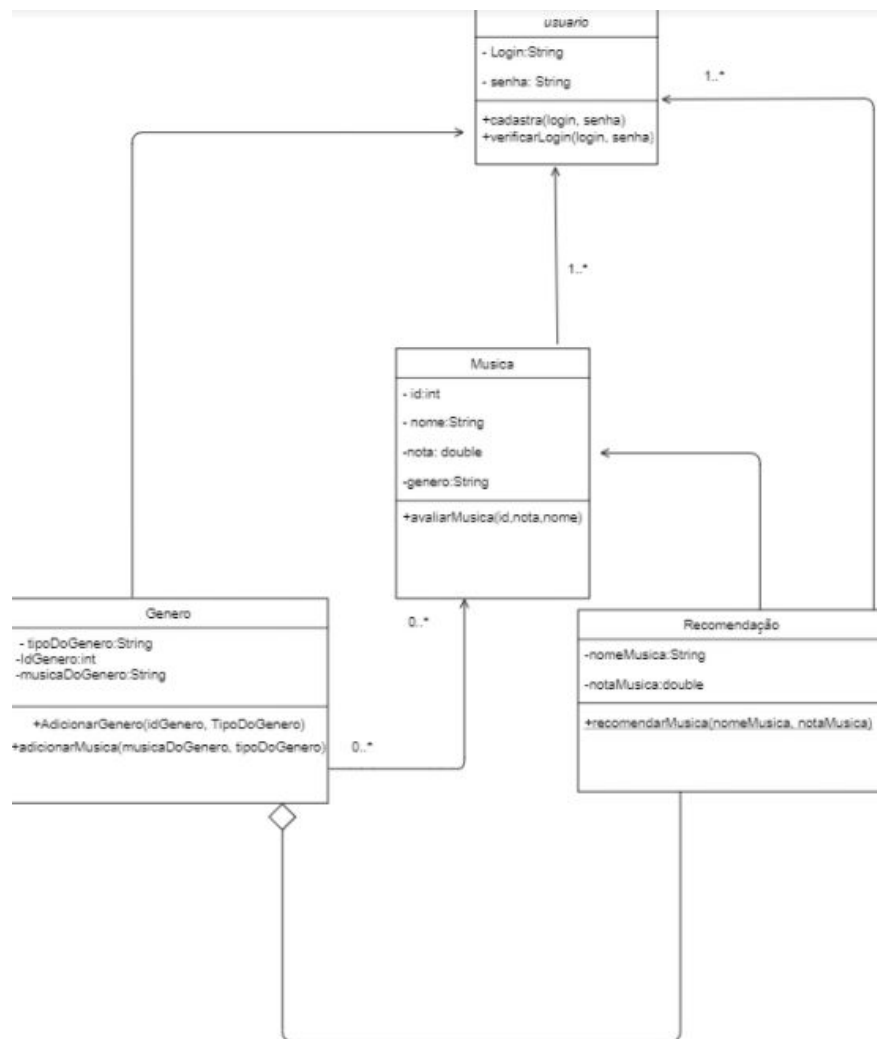 usuario
- Login:String
- senha: String
+cadastra(login, senha)
+verificarLogin(login, senha)
1..*
1..*
Musica
- id:int
- nome:String
-nota: double
-genero:String
+avaliarMusica(id,nota,nome)
Genero
- tipoDoGenero:String
-IdGenero:int
-musicaDoGenero:String
+AdicionarGenero(idGenero, TipoDoGenero)
+adicionarMusica(musicaDoGenero, tipoDoGenero)
0..*
0..*
Recomendação
-nomeMusica:String
-notaMusica:double
+recomendarMusica(nomeMusica, notaMusica)